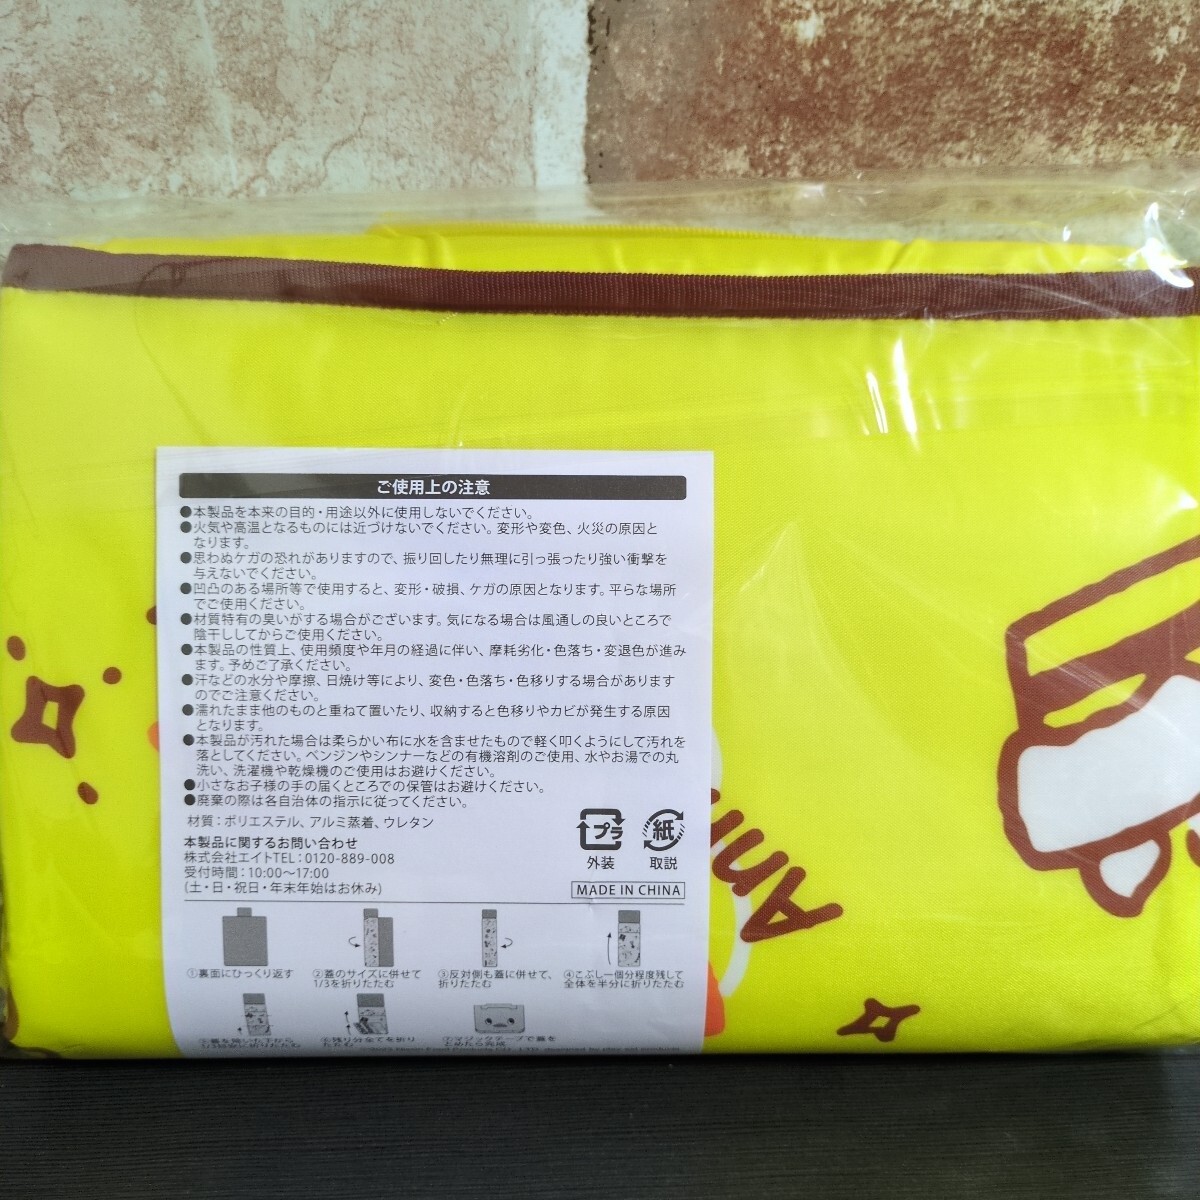 ご使用上の注意
●本製品を本来の目的・用途以外に使用しないでください。
●火気や高温となるものには近づけないでください。変形や変色、火災の原因と
なります。
●思わぬケガの恐れがありますので、振り回したり無理に引っ張ったり強い衝撃を
与えないでください。
●凹凸のある場所等で使用すると、変形・破損、ケガの原因となります。平らな場所
でご使用ください。
●材質特有の臭いがする場合がございます。気になる場合は風通しの良いところで
陰干ししてからご使用ください。
●本製品の性質上、使用頻度や年月の経過に伴い、摩耗劣化・色落ち・変退色が進み
ます。予めご了承ください。
●汗などの水分や摩擦、日焼け等により、変色・色落ち・色移りする場合があります
のでご注意ください。
●濡れたまま他のものと重ねて置いたり、収納すると色移りやカビが発生する原因
となります。
●本製品が汚れた場合は柔らかい布に水を含ませたもので軽く叩くようにして汚れを
落としてください。ベンジンやシンナーなどの有機溶剤のご使用、水やお湯での丸
洗い、洗濯機や乾燥機のご使用はお避けください。
●小さなお子様の手の届くところでの保管はお避けください。
●廃棄の際は各自治体の指示に従ってください。
材質：ポリエステル、アルミ蒸着、ウレタン
本製品に関するお問い合わせ
株式会社エイトTEL：0120-889-008
受付時間：10:00～17:00
(土・日・祝日・年末年始はお休み)
プラ
外装
紙
取説
MADE IN CHINA
①裏面にひっくり返す
②蓋のサイズに併せて
1/3を折りたたむ
③反対側も蓋に併せて、
折りたたむ
④こぶし一個分程度残して
全体を半分に折りたたむ
⑥残り分全てを折り
たたむ
⑦マジックテープで蓋を
とめたら完成
Ani